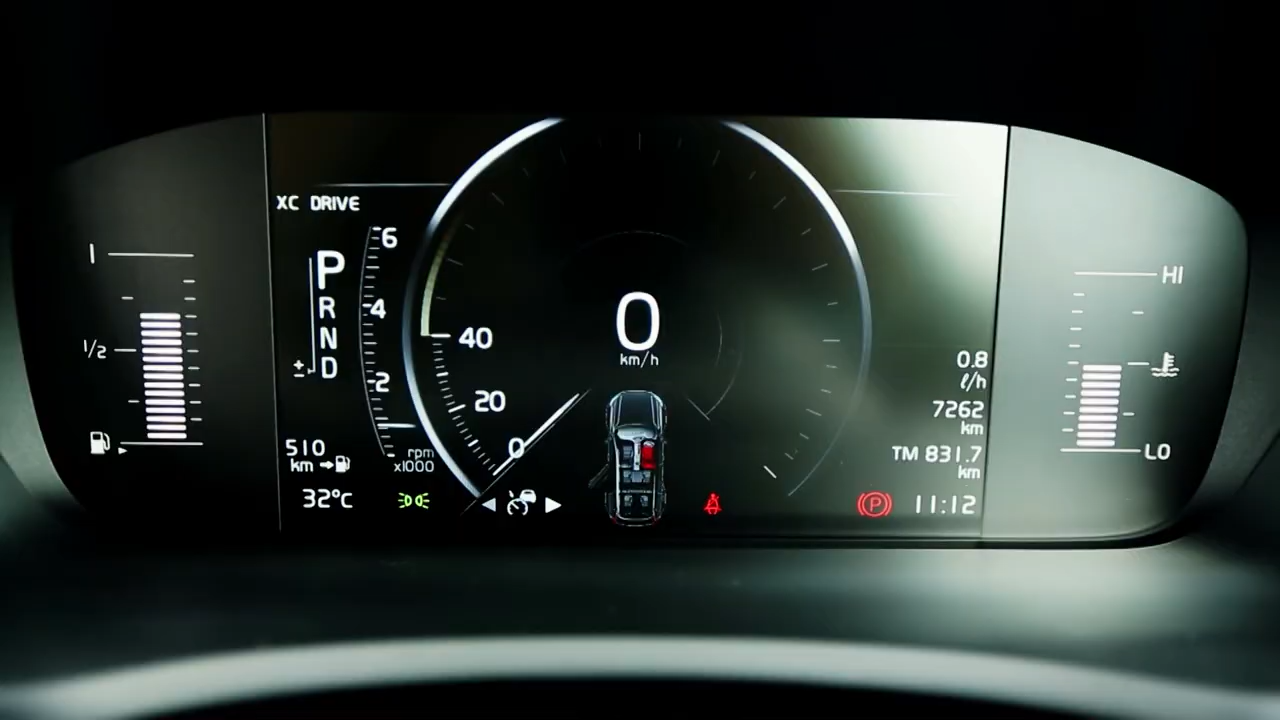 1
1/2
XC DRIVE
P
R
N
± D
6
4
2
rpm
x1000
510
km
32°C
40
20
0
0
km/h
0.8
ℓ/h
7262
km
TM 831.7
km
P
11:12
HI
LO